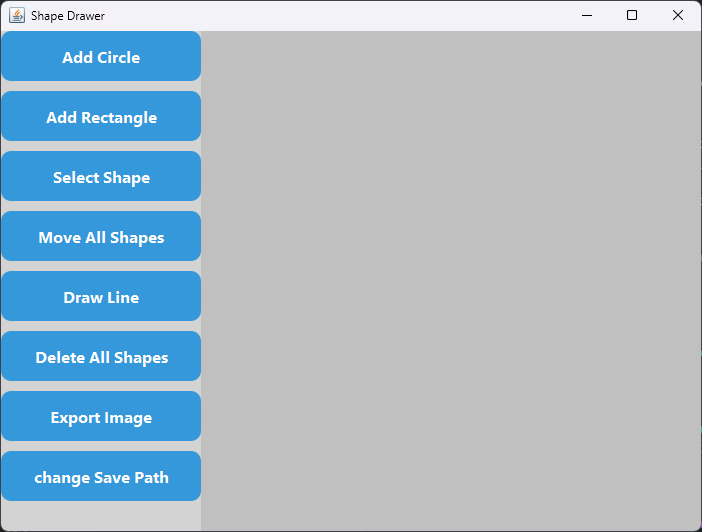 Shape Drawer
Add Circle
Add Rectangle
Select Shape
Move All Shapes
Draw Line
Delete All Shapes
Export Image
change Save Path